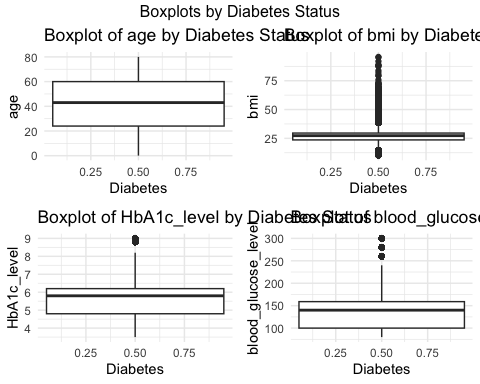 Boxplots by Diabetes Status
Boxplot of age by Diabetes Status
Boxplot of bmi by Diabete
80
60
40
20
0
age
0.25 0.50 0.75
Diabetes
75
50
25
bmi
0.25 0.50 0.75
Diabetes
Boxplot of HbA1c_level by Diabetes Status
Boxplot of blood_glucose
9
8
7
6
5
4
HbA1c_level
0.25 0.50 0.75
Diabetes
300
250
200
150
100
blood_glucose_level
0.25 0.50 0.75
Diabetes